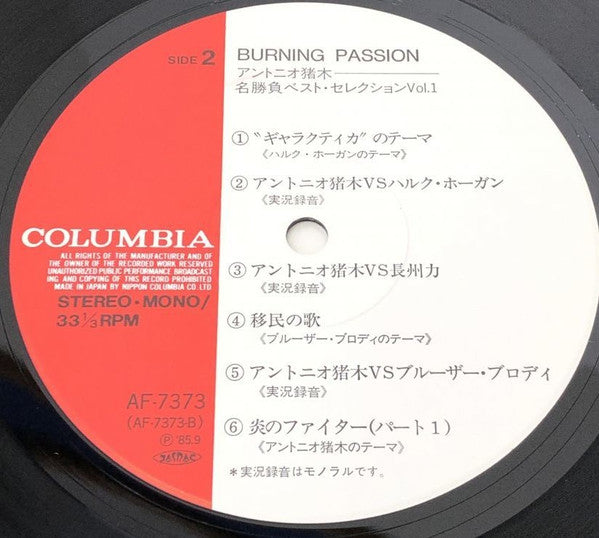 SIDE 2
BURNING PASSION
アントニオ猪木
名勝負ベスト・セレクションVol.1
① "ギャラクティカ" のテーマ
《ハルク・ホーガンのテーマ》
② アントニオ猪木VSハルク・ホーガン
《実況録音》
③ アントニオ猪木VS長州力
《実況録音》
④ 移民の歌
《ブルーザー・ブロディのテーマ》
⑤ アントニオ猪木VSブルーザー・ブロディ
《実況録音》
⑥ 炎のファイター(パート1)
《アントニオ猪木のテーマ》
*実況録音はモノラルです。
COLUMBIA
ALL RIGHTS OF THE MANUFACTURER AND OF
THE OWNER OF THE RECORDED WORK RESERVED
UNAUTHORIZED PUBLIC PERFORMANCE BROADCAST
ING AND COPYING OF THIS RECORD PROHIBITED
MADE IN JAPAN BY NIPPON COLUMBIA CO LTD
STEREO・MONO/
33⅓RPM
AF-7373
(AF-7373-B)
Ⓟ '85.9
JASRAC